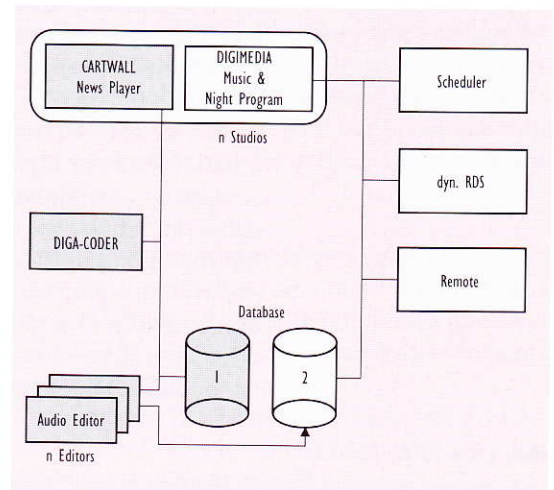 CARTWALL
News Player
DIGIMEDIA
Music &
Night Program
n Studios
Scheduler
dyn. RDS
Remote
DIGA-CODER
Database
1
2
Audio Editor
n Editors